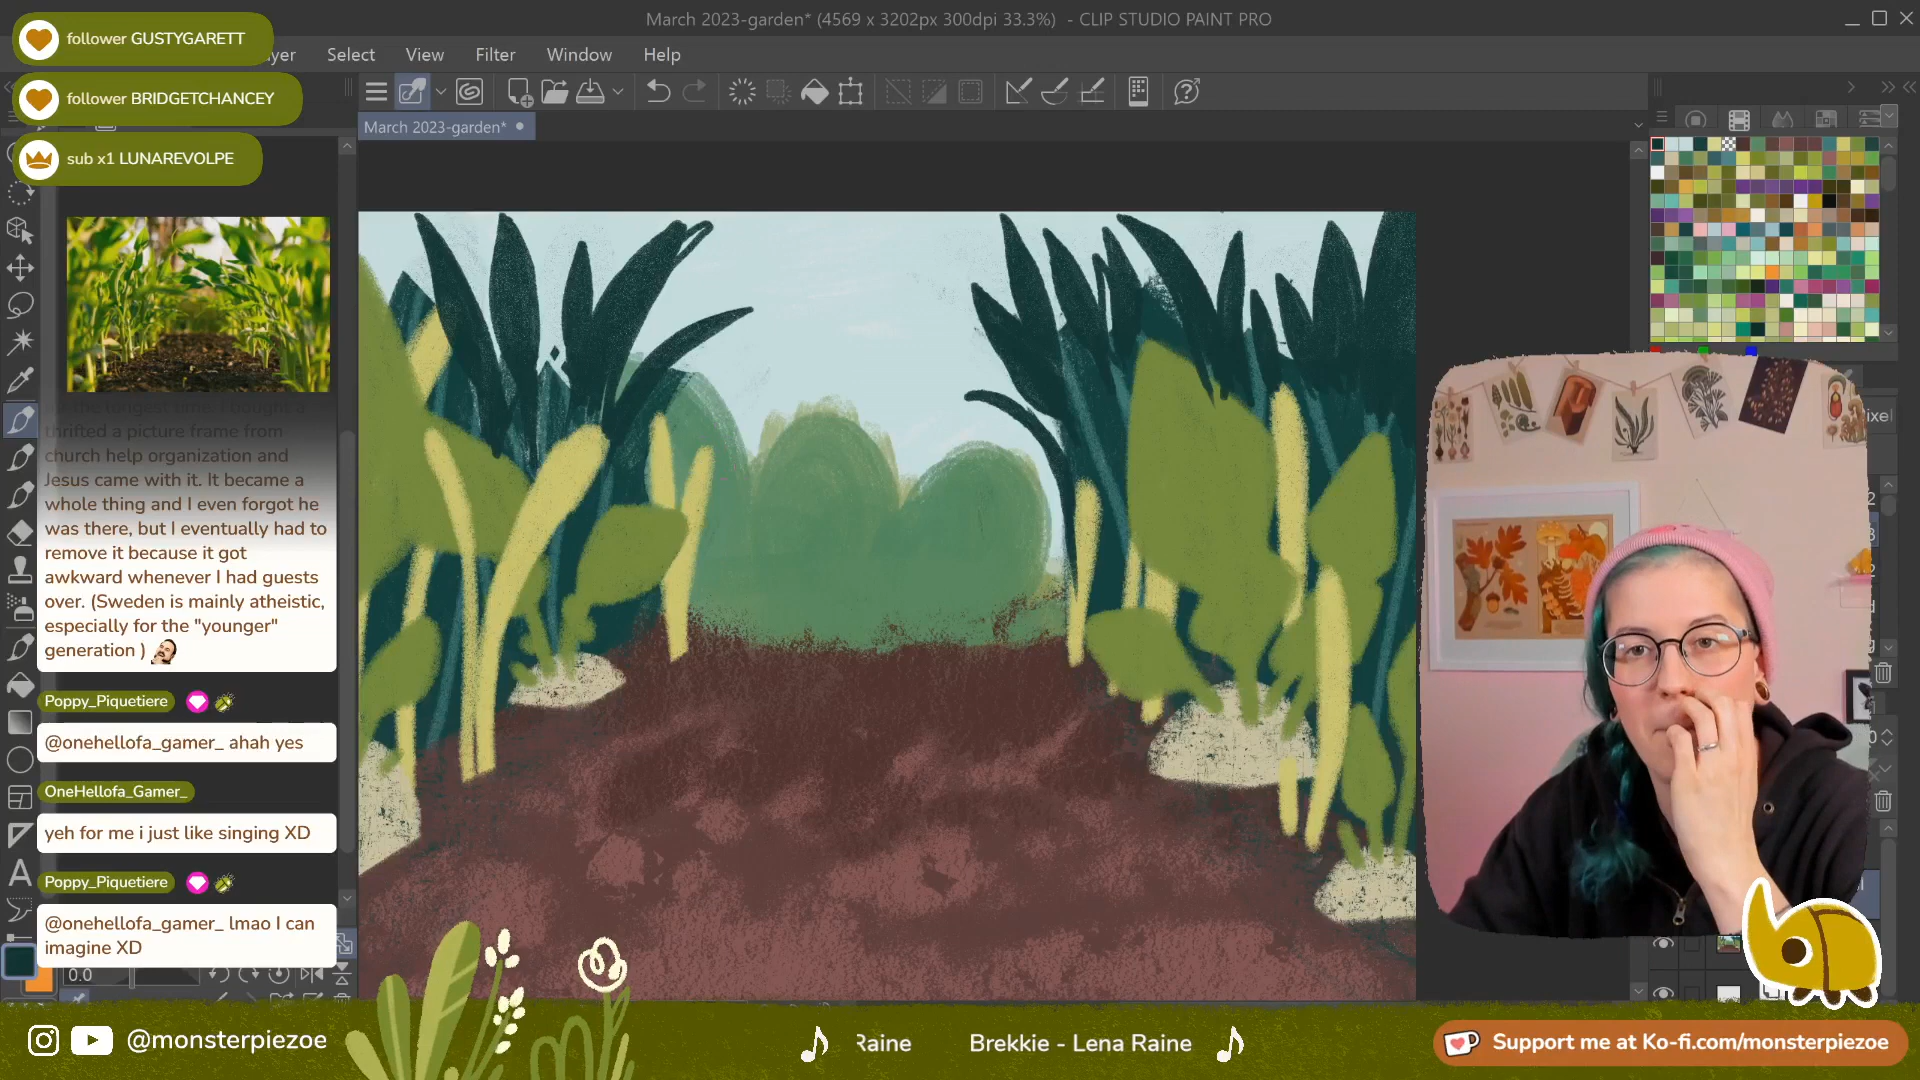 March 2023-garden* (4569 x 3202px 300dpi 33.3%)  - CLIP STUDIO PAINT PRO
follower GUSTYGARETT
Select View Filter Window Help
follower BRIDGETCHANCEY
March 2023-garden*
sub x1 LUNAREVOLPE
thrifted a picture frame from
church help organization and
Jesus came with it. It became a
whole thing and I even forgot he
was there, but I eventually had to
remove it because it got
awkward whenever I had guests
over. (Sweden is mainly atheistic,
especially for the "younger"
generation )
Poppy_Piquetiere
@onehellofa_gamer_ ahah yes
OneHellofa_Gamer_
yeh for me i just like singing XD
Poppy_Piquetiere
@onehellofa_gamer_ lmao I can
imagine XD
0.0
@monsterpiezoe
Raine
Brekkie - Lena Raine
Support me at Ko-fi.com/monsterpiezoe